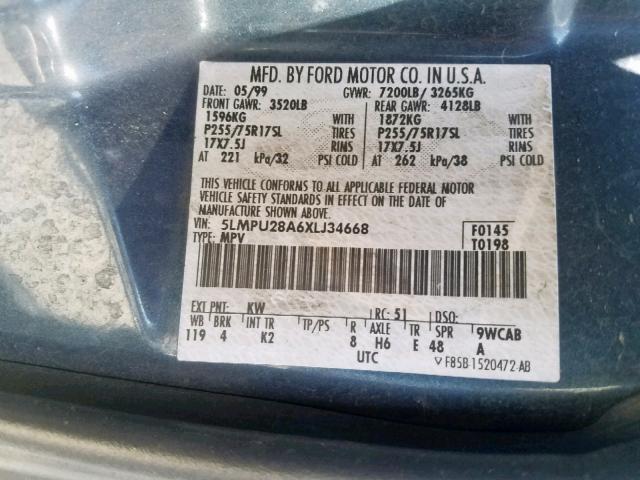 MFD. BY FORD MOTOR CO. IN U.S.A.
DATE: 05/99 GVWR: 7200LB/ 3265KG
FRONT GAWR: 3520LB REAR GAWR: 4128LB
1596KG WITH 1872KG WITH
P255/75R17SL TIRES P255/75R17SL TIRES
17X7.5J RIMS 17X7.5J RIMS
AT 221 kPa/32 PSI COLD AT 262 kPa/38 PSI COLD
THIS VEHICLE CONFORMS TO ALL APPLICABLE FEDERAL MOTOR
VEHICLE SAFETY STANDARDS IN EFFECT ON THE DATE OF
MANUFACTURE SHOWN ABOVE.
VIN: 5LMPU28A6XLJ34668 F0145
TYPE: MPV T0198
EXT PNT: KW RC: 51 DSO:
WB BRK INT TR TP/PS R AXLE TR SPR 9WCAB
119 4 K2 8 H6 E 48 A
UTC F85B-1520472-AB